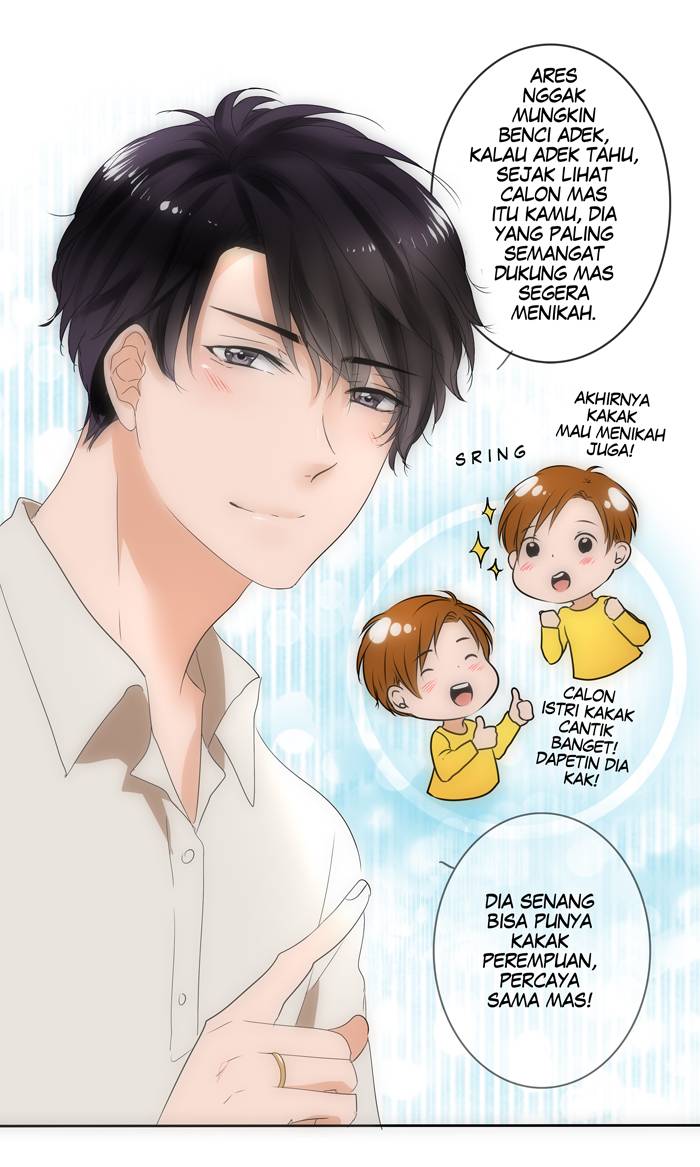 ARES
NGGAK
MUNGKIN
BENCI ADEK,
KALAU ADEK TAHU,
SEJAK LIHAT
CALON MAS
ITU KAMU, DIA
YANG PALING
SEMANGAT
DUKUNG MAS
SEGERA
MENIKAH.
AKHIRNYA
KAKAK
MAU MENIKAH
JUGA!
SRING
CALON
ISTRI KAKAK
CANTIK
BANGET!
DAPETIN DIA
KAK!
DIA SENANG
BISA PUNYA
KAKAK
PEREMPUAN,
PERCAYA
SAMA MAS!